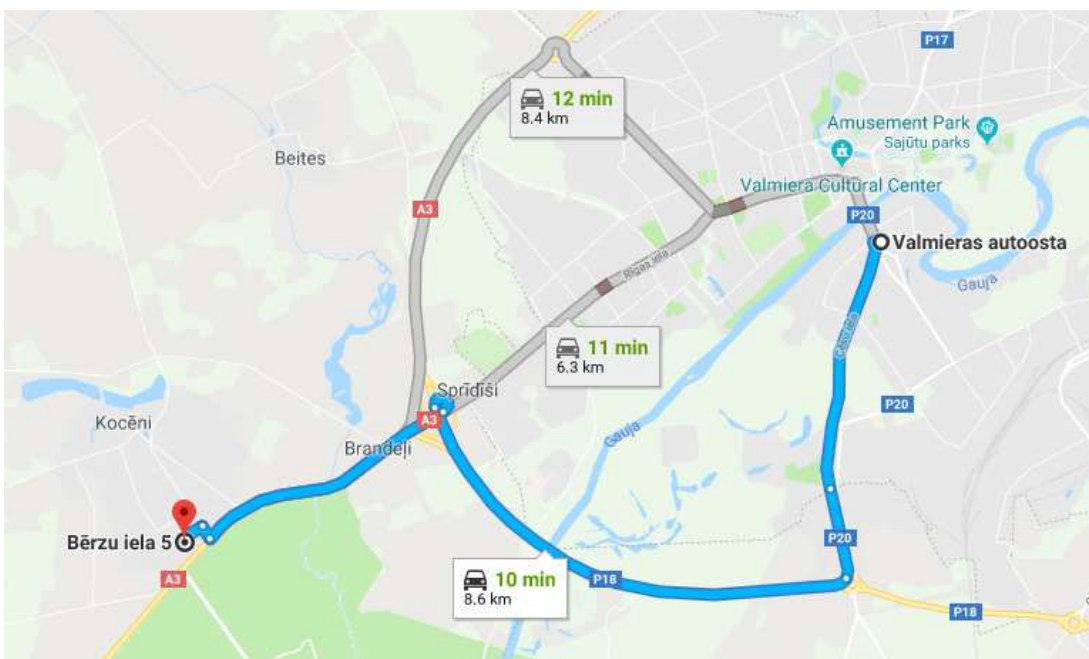 P17
12 min
8.4 km
Amusement Park
Sajūtu parks
Beites
Valmiera Cultural Center
A3
P20
Valmieras autoosta
Rīgas iela
Gauja
11 min
6.3 km
Sprīdīši
Kocēni
A3
P20
Brandeļi
Gauja
Bērzu iela 5
P20
A3
10 min
8.6 km
P18
P18